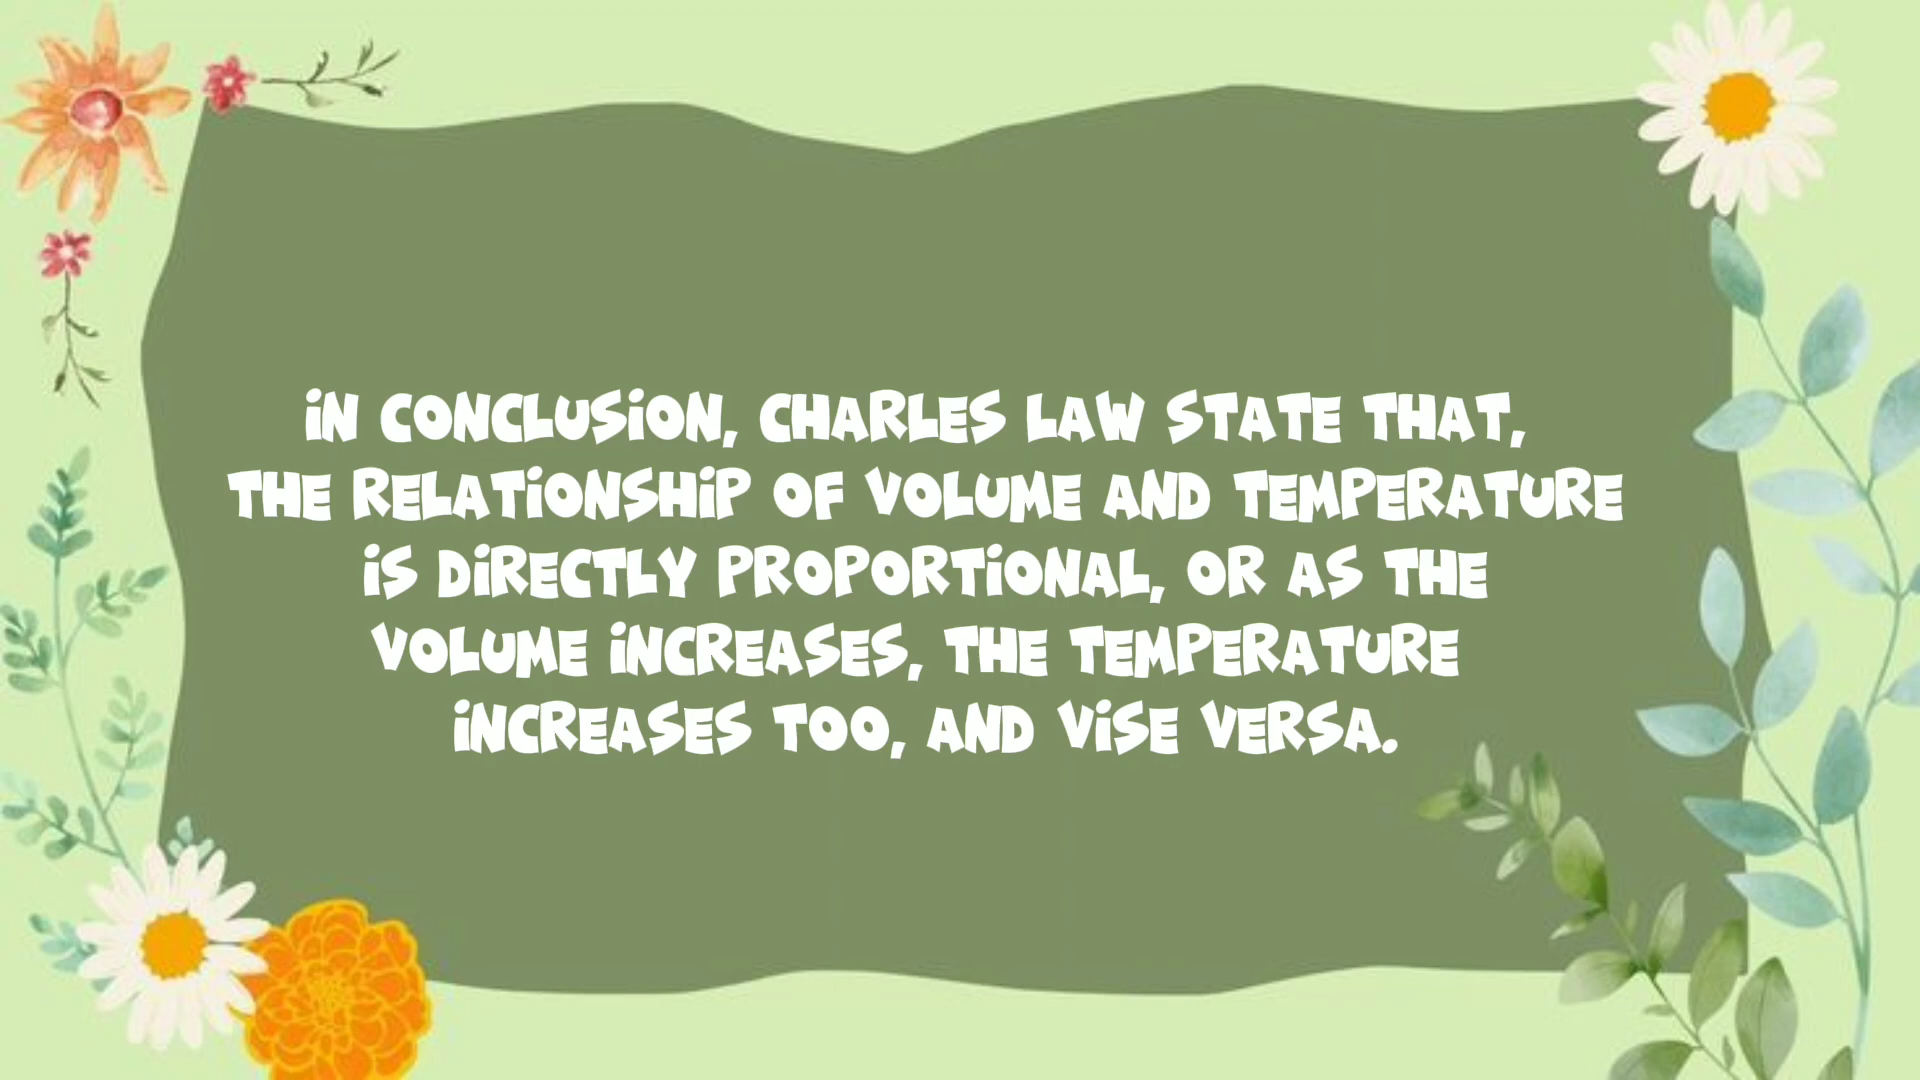 IN CONCLUSION, CHARLES LAW STATE THAT,
THE RELATIONSHIP OF VOLUME AND TEMPERATURE
IS DIRECTLY PROPORTIONAL, OR AS THE
VOLUME INCREASES, THE TEMPERATURE
INCREASES TOO, AND VISE VERSA.